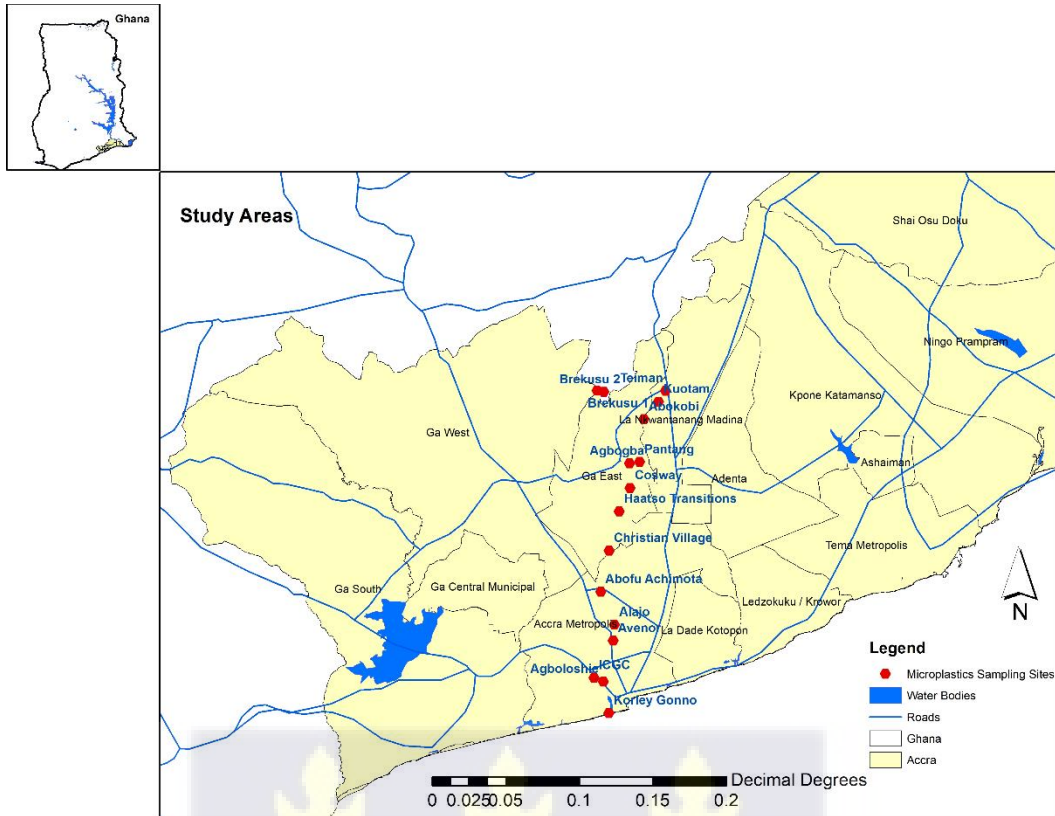 Ghana
Study Areas
Shai Osu Doku
Ningo Prampram
Brekusu 2
Teiman
Kuotam
Brekusu 1
Abokobi
La Nkwantanang Madina
Kpone Katamanso
Ga West
Agbogba
Pantang
Ga East
Cosway
Adenta
Ashaiman
Haatso Transitions
Christian Village
Tema Metropolis
Ga South
Ga Central Municipal
Abofu Achimota
Ledzokuku / Krowor
Alajo
Accra Metropolis
Avenor
La Dade Kotopon
Agbgloshie
ICGC
Korley Gonno
N
Legend
Microplastics Sampling Sites
Water Bodies
Roads
Ghana
Accra
Decimal Degrees
0 0.025 0.05 0.1 0.15 0.2